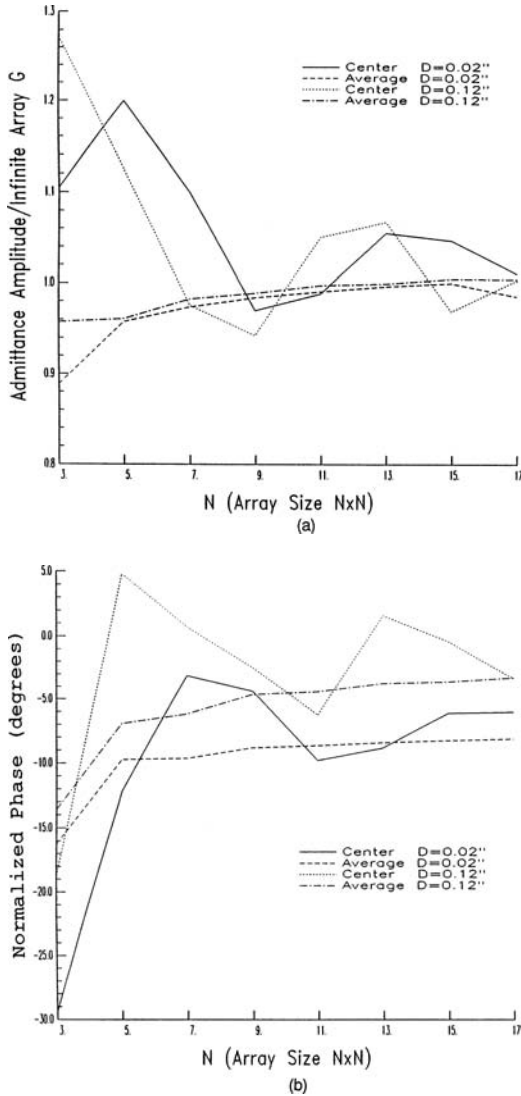 1.3
1.2
1.1
1.0
0.9
0.8
Admittance Amplitude/Infinite Array G
Center D=0.02"
Average D=0.02"
Center D=0.12"
Average D=0.12"
3. 5. 7. 9. 11. 13. 15. 17.
N (Array Size NxN)
(a)
5.0
0.0
-5.0
-10.0
-15.0
-20.0
-25.0
-30.0
Normalized Phase (degrees)
Center D=0.02"
Average D=0.02"
Center D=0.12"
Average D=0.12"
3. 5. 7. 9. 11. 13. 15. 17
N (Array Size NxN)
(b)